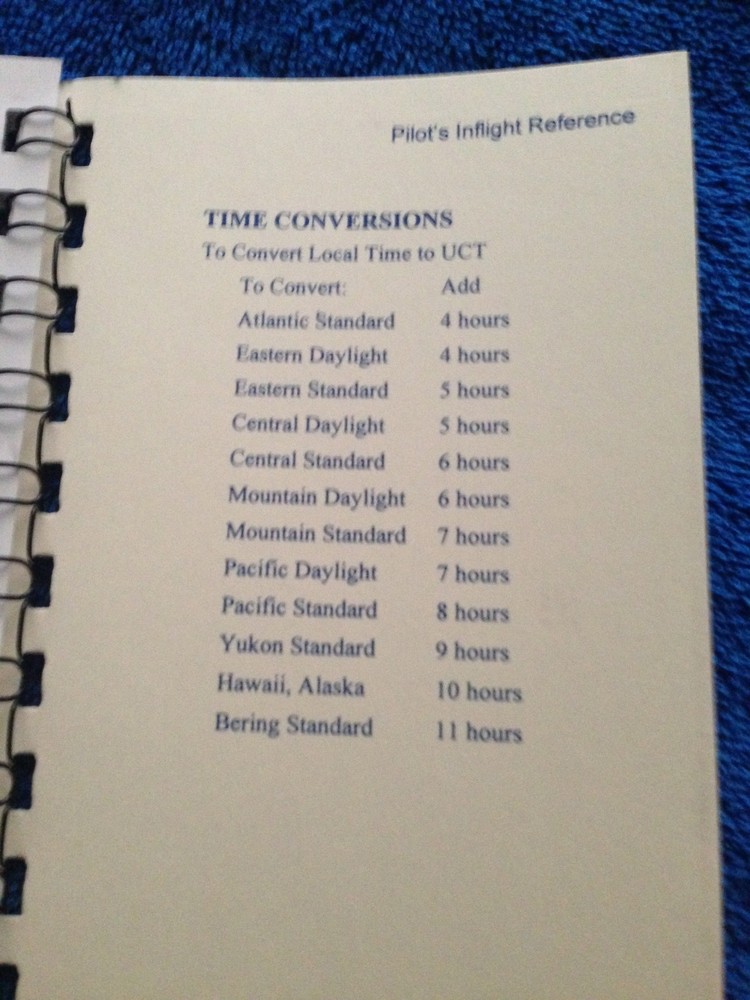 Pilot's Inflight Reference
TIME CONVERSIONS
To Convert Local Time to UCT
To Convert: Add
Atlantic Standard 4 hours
Eastern Daylight 4 hours
Eastern Standard 5 hours
Central Daylight 5 hours
Central Standard 6 hours
Mountain Daylight 6 hours
Mountain Standard 7 hours
Pacific Daylight 7 hours
Pacific Standard 8 hours
Yukon Standard 9 hours
Hawaii, Alaska 10 hours
Bering Standard 11 hours